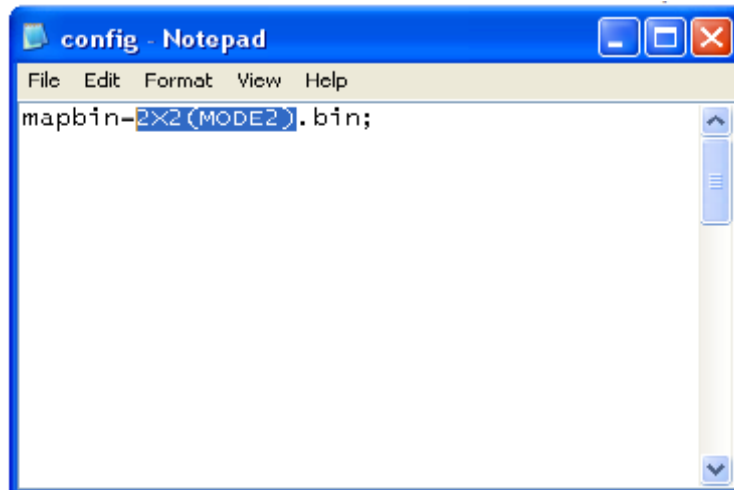 config - Notepad
File Edit Format View Help
mapbin=2X2(MODE2).bin;